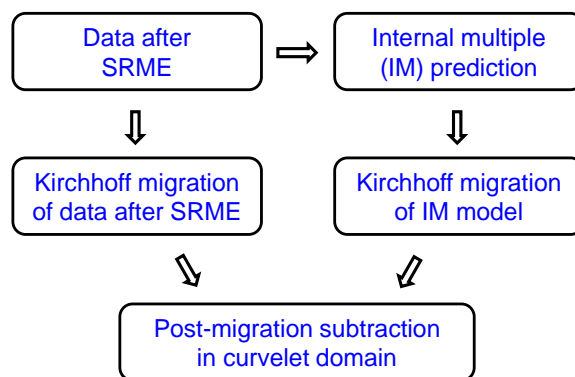 Data after
SRME
Internal multiple
(IM) prediction
Kirchhoff migration
of data after SRME
Kirchhoff migration
of IM model
Post-migration subtraction
in curvelet domain